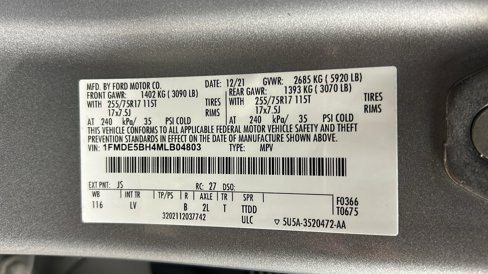 MFD. BY FORD MOTOR CO. DATE: 12/21 GVWR: 2685 KG ( 5920 LB)
FRONT GAWR: 1402 KG ( 3090 LB) REAR GAWR: 1393 KG ( 3070 LB)
WITH 255/75R17 115T TIRES WITH 255/75R17 115T TIRES
17x7.5J RIMS 17x7.5J RIMS
AT 240 kPa/ 35 PSI COLD AT 240 kPa/ 35 PSI COLD
THIS VEHICLE CONFORMS TO ALL APPLICABLE FEDERAL MOTOR VEHICLE SAFETY AND THEFT
PREVENTION STANDARDS IN EFFECT ON THE DATE OF MANUFACTURE SHOWN ABOVE.
VIN: 1FMDE5BH4MLB04803 TYPE: MPV
EXT PNT: JS RC: 27 DSO:
WB INT TR TP/PS R AXLE TR SPR F0366
116 LV B 2L T TTDD T0675
3202112037742 ULC ▽ 5U5A-3520472-AA